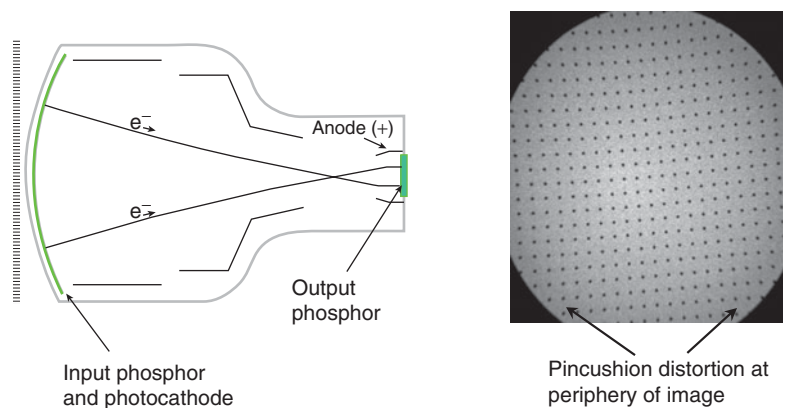 e–
Anode (+)
e–
Output
phosphor
Input phosphor
and photocathode
Pincushion distortion at
periphery of image